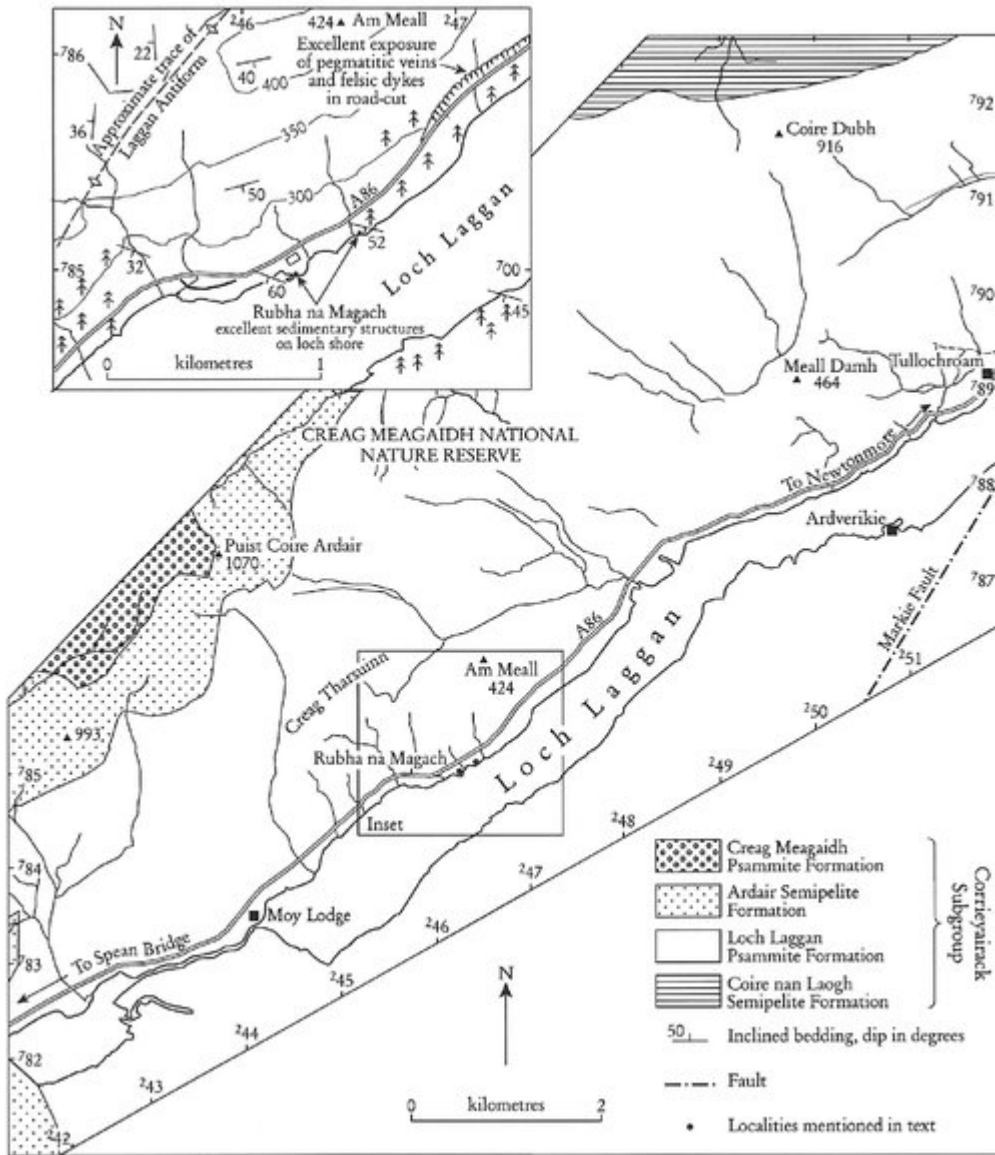 N
²46
424 ▲ Am Meall
²47
Excellent exposure
of pegmatitic veins
and felsic dykes
in road-cut
⁷86
22
40
400
Approximate trace of
Laggan Antiform
36
350
50
300
A86
52
32
⁷85
60
⁷00
45
Loch Laggan
Rubha na Magach
excellent sedimentary structures
on loch shore
0 kilometres 1
⁷92
Coire Dubh
916
⁷91
⁷90
Meall Damh
464
Tullochroam
⁷89
CREAG MEAGAIDH NATIONAL
NATURE RESERVE
To Newtonmore
⁷88
Ardverikie
Puist Coire Ardair
1070
⁷87
Markie Fault
A86
²51
Am Meall
424
Creag Tharsuinn
Loch Laggan
²50
993
Rubha na Magach
⁷85
²49
Inset
²48
⁷84
²47
Moy Lodge
²46
⁷83
To Spean Bridge
²45
²44
⁷82
²43
²42
N
0 kilometres 2
Creag Meagaidh
Psammite Formation
Ardair Semipelite
Formation
Loch Laggan
Psammite Formation
Coire nan Laogh
Semipelite Formation
Corrieyairack
Subgroup
50 Inclined bedding, dip in degrees
Fault
Localities mentioned in text